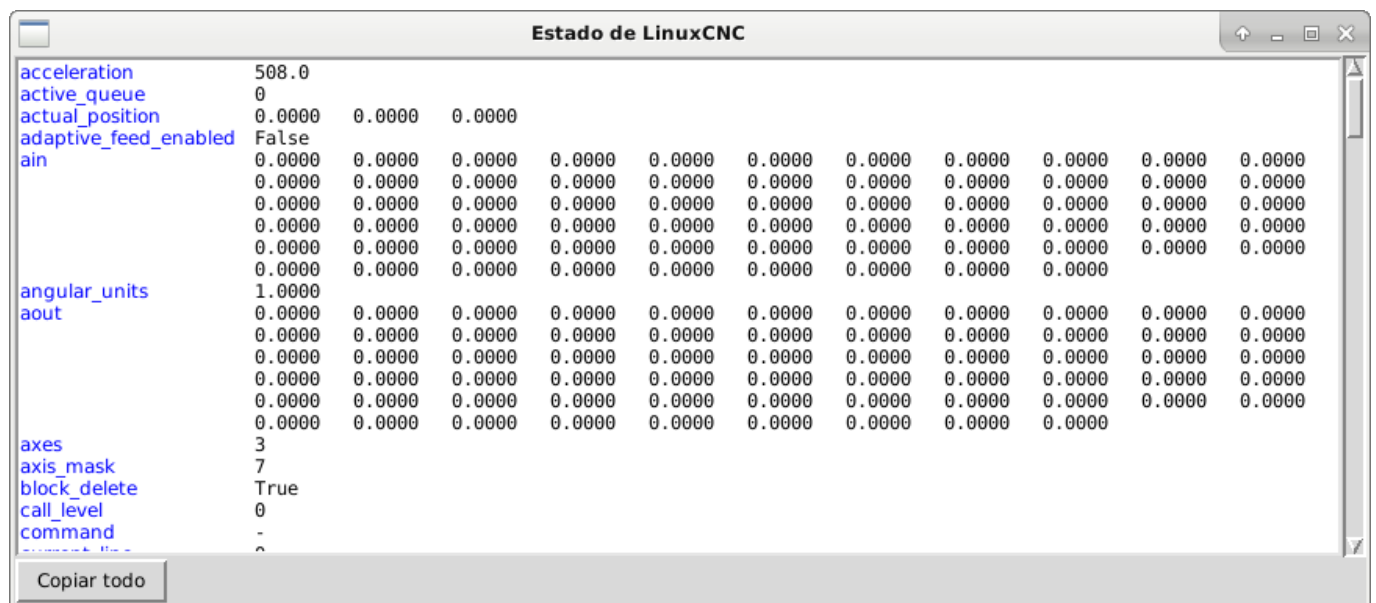 Estado de LinuxCNC
acceleration 508.0
active_queue 0
actual_position 0.0000 0.0000 0.0000
adaptive_feed_enabled False
ain 0.0000 0.0000 0.0000 0.0000 0.0000 0.0000 0.0000 0.0000 0.0000 0.0000 0.0000
0.0000 0.0000 0.0000 0.0000 0.0000 0.0000 0.0000 0.0000 0.0000 0.0000 0.0000
0.0000 0.0000 0.0000 0.0000 0.0000 0.0000 0.0000 0.0000 0.0000 0.0000 0.0000
0.0000 0.0000 0.0000 0.0000 0.0000 0.0000 0.0000 0.0000 0.0000 0.0000 0.0000
0.0000 0.0000 0.0000 0.0000 0.0000 0.0000 0.0000 0.0000 0.0000 0.0000 0.0000
0.0000 0.0000 0.0000 0.0000 0.0000 0.0000 0.0000 0.0000 0.0000
angular_units 1.0000
aout 0.0000 0.0000 0.0000 0.0000 0.0000 0.0000 0.0000 0.0000 0.0000 0.0000 0.0000
0.0000 0.0000 0.0000 0.0000 0.0000 0.0000 0.0000 0.0000 0.0000 0.0000 0.0000
0.0000 0.0000 0.0000 0.0000 0.0000 0.0000 0.0000 0.0000 0.0000 0.0000 0.0000
0.0000 0.0000 0.0000 0.0000 0.0000 0.0000 0.0000 0.0000 0.0000 0.0000 0.0000
0.0000 0.0000 0.0000 0.0000 0.0000 0.0000 0.0000 0.0000 0.0000 0.0000 0.0000
0.0000 0.0000 0.0000 0.0000 0.0000 0.0000 0.0000 0.0000 0.0000
axes 3
axis_mask 7
block_delete True
call_level 0
command -
Copiar todo